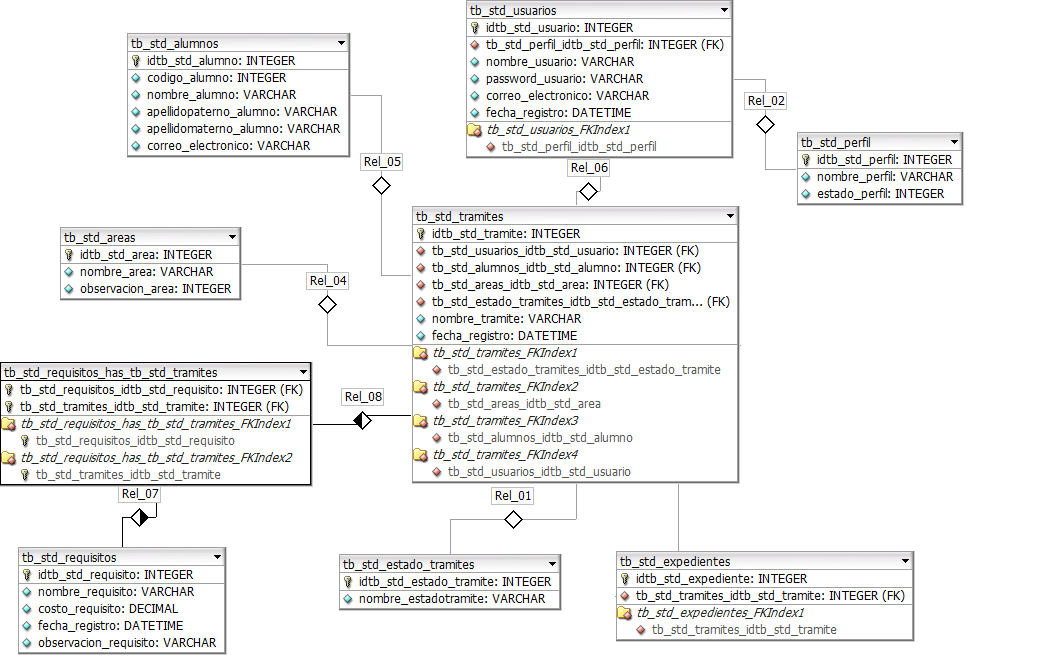 tb_std_usuarios
idtb_std_usuario: INTEGER
tb_std_perfil_idtb_std_perfil: INTEGER (FK)
nombre_usuario: VARCHAR
password_usuario: VARCHAR
correo_electronico: VARCHAR
fecha_registro: DATETIME
tb_std_usuarios_FKIndex1
tb_std_perfil_idtb_std_perfil
tb_std_alumnos
idtb_std_alumno: INTEGER
codigo_alumno: INTEGER
nombre_alumno: VARCHAR
apellidopaterno_alumno: VARCHAR
apellidomaterno_alumno: VARCHAR
correo_electronico: VARCHAR
Rel_02
tb_std_perfil
idtb_std_perfil: INTEGER
nombre_perfil: VARCHAR
estado_perfil: INTEGER
Rel_05
Rel_06
tb_std_tramites
idtb_std_tramite: INTEGER
tb_std_usuarios_idtb_std_usuario: INTEGER (FK)
tb_std_alumnos_idtb_std_alumno: INTEGER (FK)
tb_std_areas_idtb_std_area: INTEGER (FK)
tb_std_estado_tramites_idtb_std_estado_tram... (FK)
nombre_tramite: VARCHAR
fecha_registro: DATETIME
tb_std_tramites_FKIndex1
tb_std_estado_tramites_idtb_std_estado_tramite
tb_std_tramites_FKIndex2
tb_std_areas_idtb_std_area
tb_std_tramites_FKIndex3
tb_std_alumnos_idtb_std_alumno
tb_std_tramites_FKIndex4
tb_std_usuarios_idtb_std_usuario
tb_std_areas
idtb_std_area: INTEGER
nombre_area: VARCHAR
observacion_area: INTEGER
Rel_04
tb_std_requisitos_has_tb_std_tramites
tb_std_requisitos_idtb_std_requisito: INTEGER (FK)
tb_std_tramites_idtb_std_tramite: INTEGER (FK)
tb_std_requisitos_has_tb_std_tramites_FKIndex1
tb_std_requisitos_idtb_std_requisito
tb_std_requisitos_has_tb_std_tramites_FKIndex2
tb_std_tramites_idtb_std_tramite
Rel_08
Rel_07
Rel_01
tb_std_requisitos
idtb_std_requisito: INTEGER
nombre_requisito: VARCHAR
costo_requisito: DECIMAL
fecha_registro: DATETIME
observacion_requisito: VARCHAR
tb_std_estado_tramites
idtb_std_estado_tramite: INTEGER
nombre_estadotramite: VARCHAR
tb_std_expedientes
idtb_std_expediente: INTEGER
tb_std_tramites_idtb_std_tramite: INTEGER (FK)
tb_std_expedientes_FKIndex1
tb_std_tramites_idtb_std_tramite